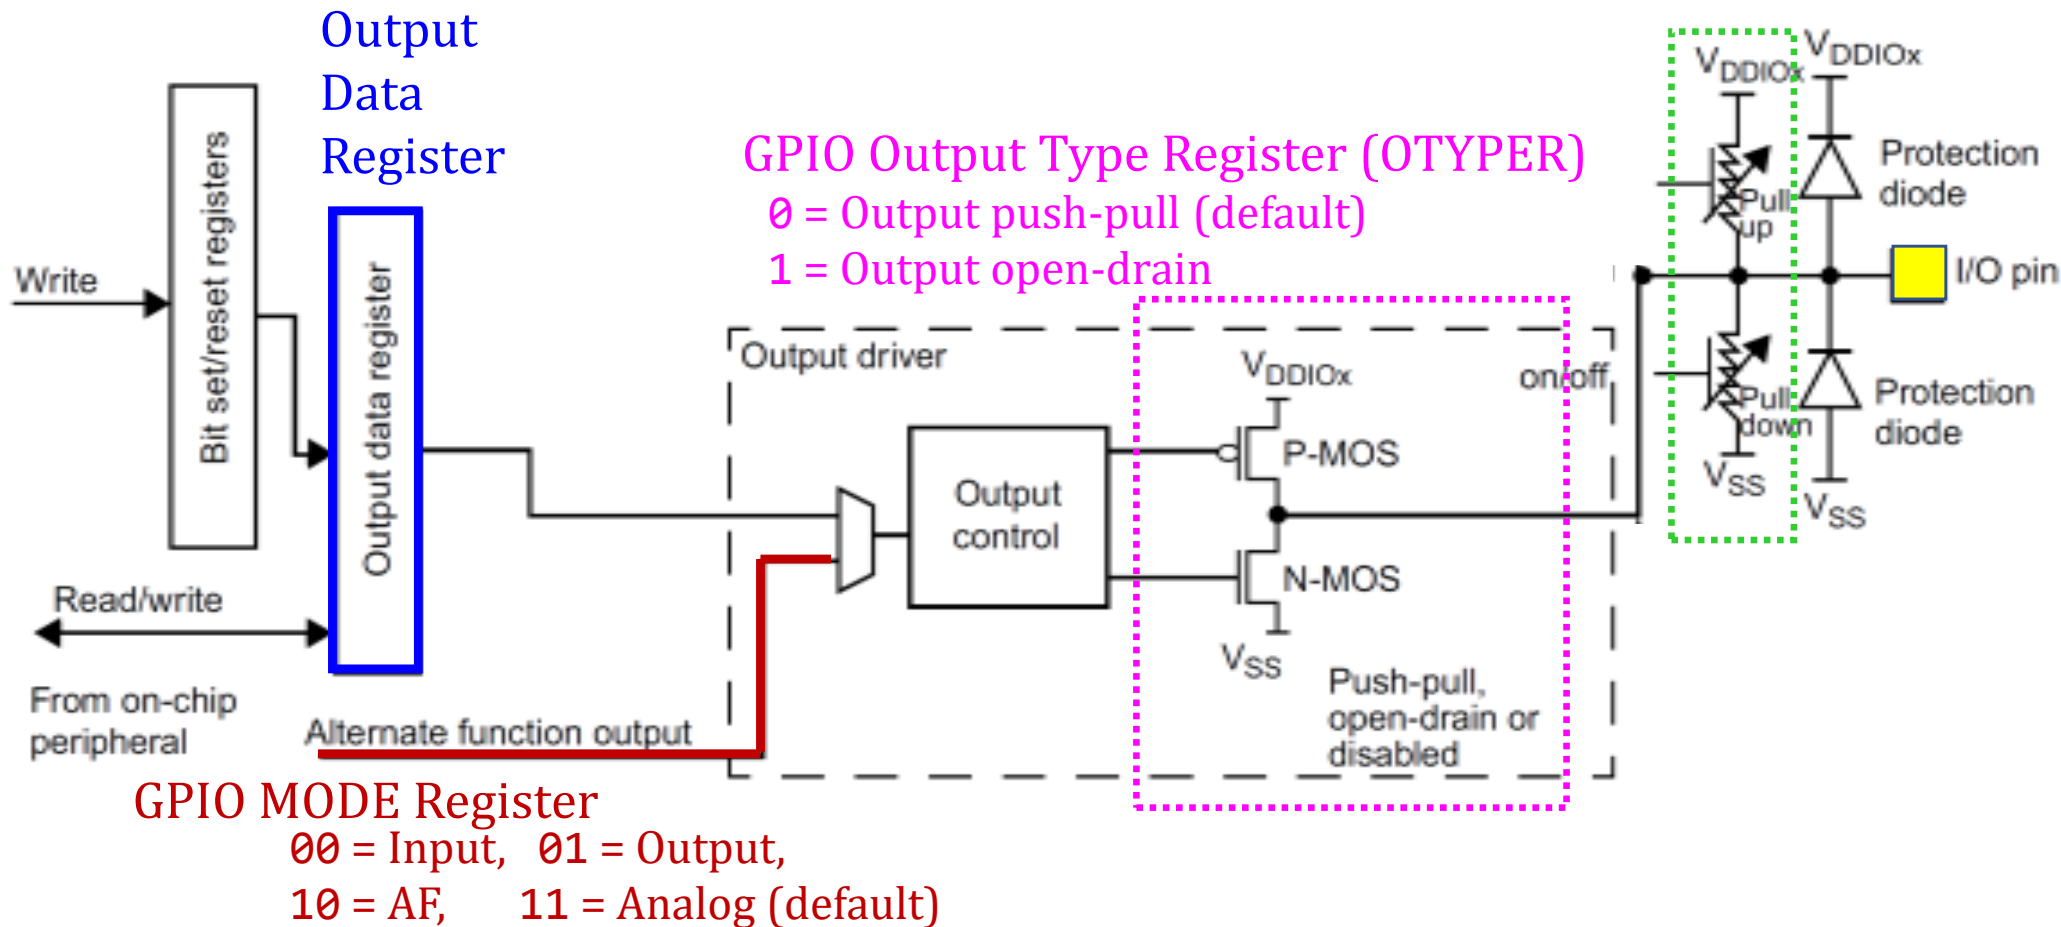 Output
Data
Register
GPIO Output Type Register (OTYPER)
0 = Output push-pull (default)
1 = Output open-drain
Write
Bit set/reset registers
Output data register
Read/write
From on-chip
peripheral
Alternate function output
GPIO MODE Register
00 = Input, 01 = Output,
10 = AF, 11 = Analog (default)
Output driver
Output
control
VDDIOx
on/off
P-MOS
N-MOS
VSS
Push-pull,
open-drain or
disabled
VDDIOx
Pull
up
Pull
down
VSS
VDDIOx
Protection
diode
I/O pin
Protection
diode
VSS